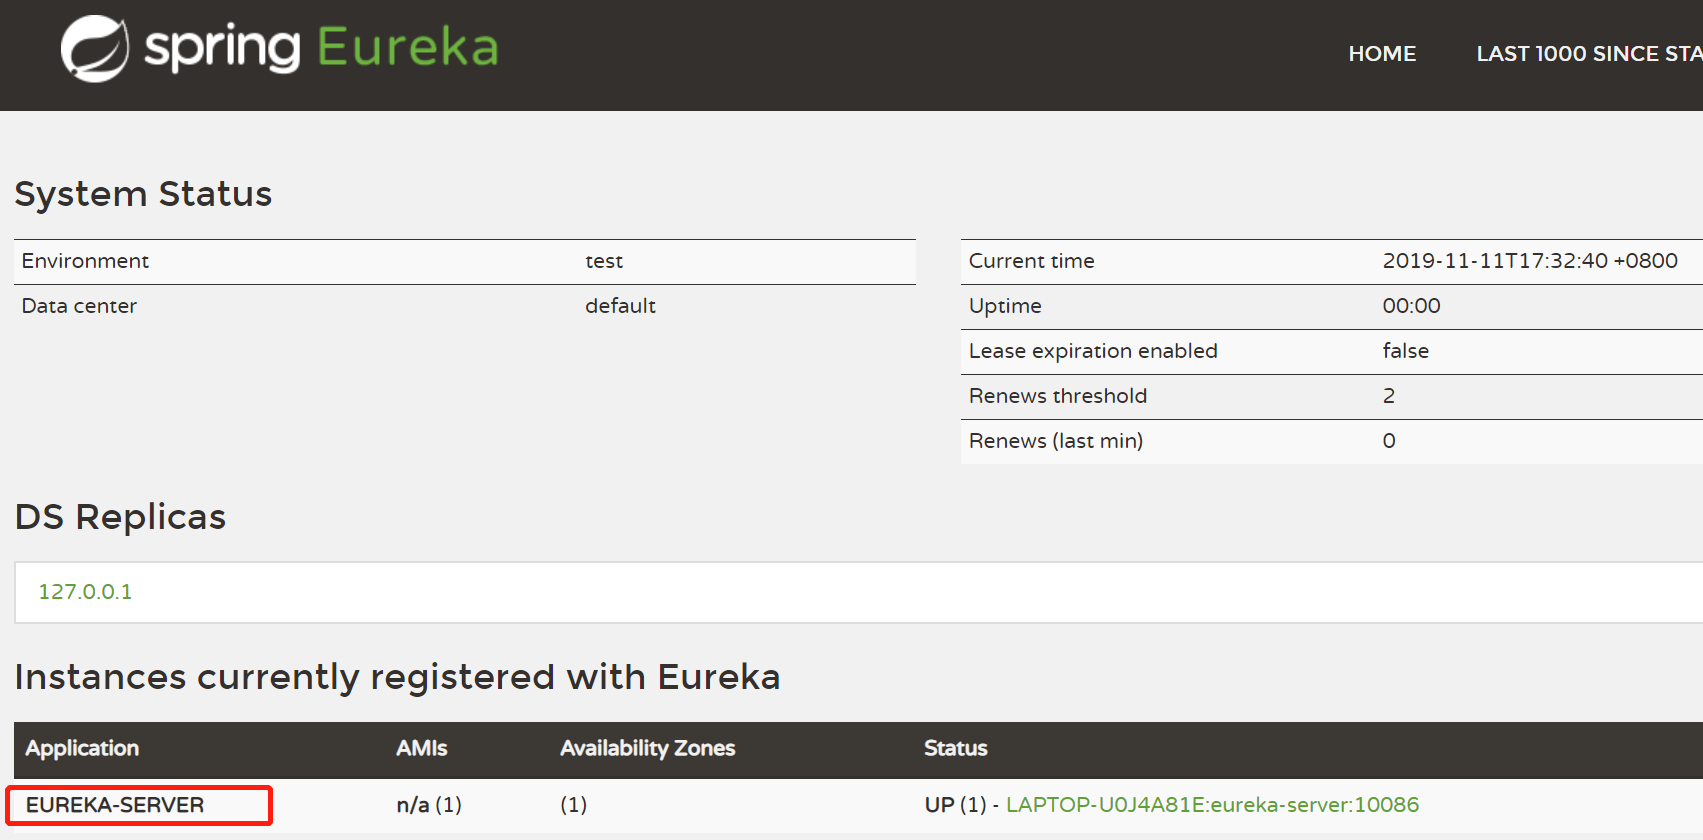 spring Eureka
HOME LAST 1000 SINCE STA
System Status
Environment test
Data center default
Current time 2019-11-11T17:32:40 +0800
Uptime 00:00
Lease expiration enabled false
Renews threshold 2
Renews (last min) 0
DS Replicas
127.0.0.1
Instances currently registered with Eureka
Application AMIs Availability Zones Status
EUREKA-SERVER n/a (1) (1) UP (1) - LAPTOP-U0J4A81E:eureka-server:10086